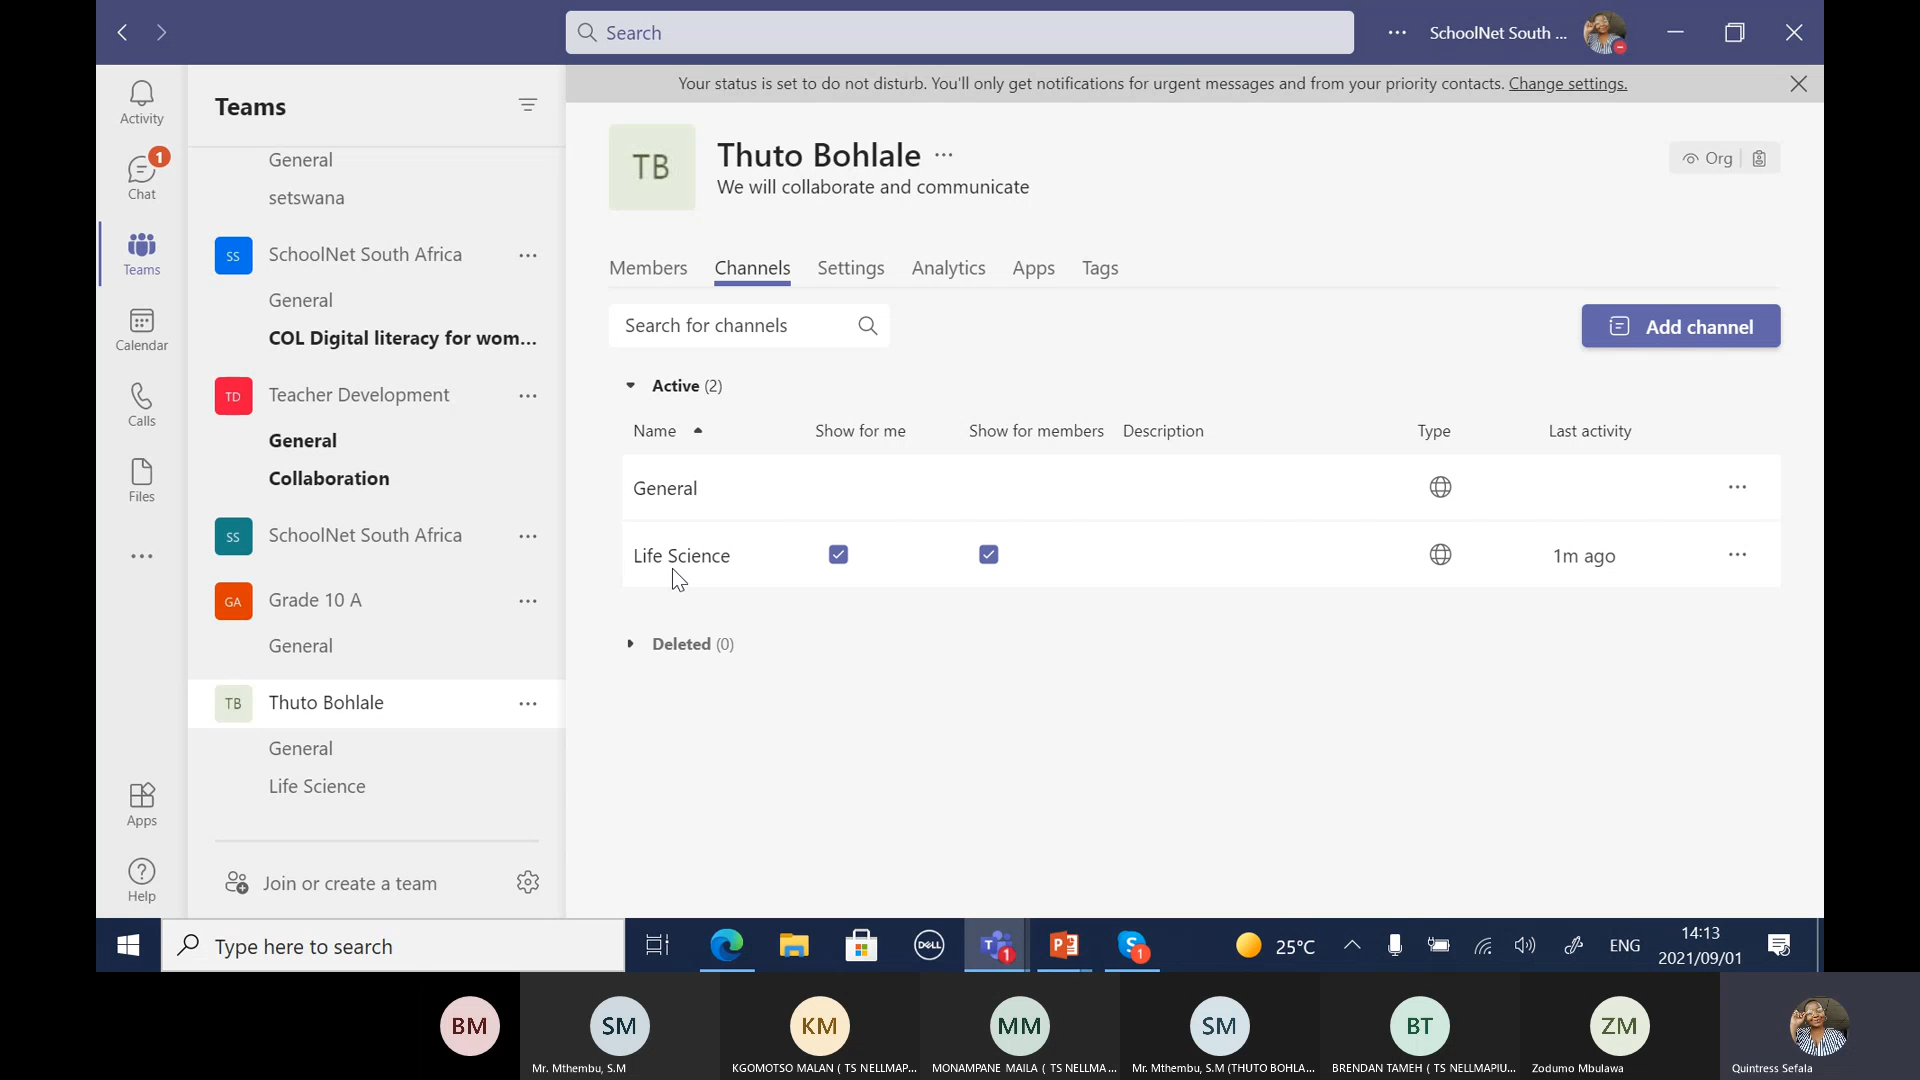 Search
SchoolNet South ...
Activity
1
Chat
Teams
Calendar
Calls
Files
Apps
Help
Teams
General
setswana
SS SchoolNet South Africa
General
COL Digital literacy for wom...
TD Teacher Development
General
Collaboration
SS SchoolNet South Africa
GA Grade 10 A
General
TB Thuto Bohlale
General
Life Science
Join or create a team
Your status is set to do not disturb. You'll only get notifications for urgent messages and from your priority contacts. Change settings.
TB
Thuto Bohlale
We will collaborate and communicate
Org
Members Channels Settings Analytics Apps Tags
Search for channels
Add channel
Active (2)
Name Show for me Show for members Description Type Last activity
General
Life Science 1m ago
Deleted (0)
Type here to search
DELL
T 1
P
S 1
25°C
ENG
14:13
2021/09/01
BM
SM
KM
MM
SM
BT
ZM
Mr. Mthembu, S.M
KGOMOTSO MALAN ( TS NELLMAP...
MONAMPANE MAILA ( TS NELLMA...
Mr. Mthembu, S.M (THUTO BOHLA...
BRENDAN TAMEH ( TS NELLMAPIU...
Zodumo Mbulawa
Quintress Sefala